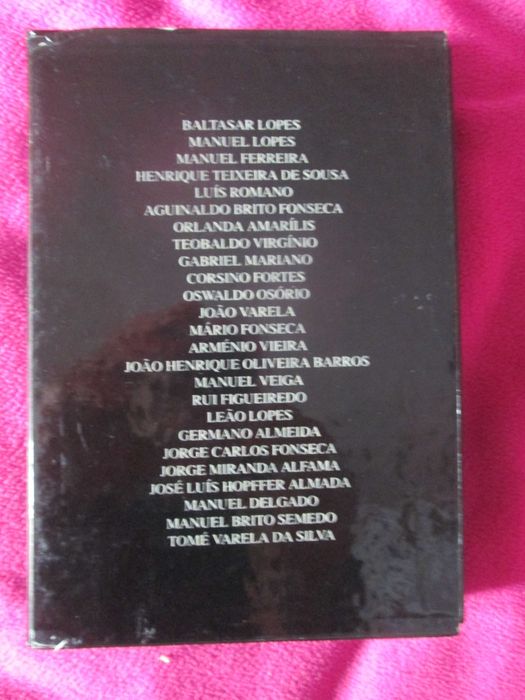 BALTASAR LOPES
MANUEL LOPES
MANUEL FERREIRA
HENRIQUE TEIXEIRA DE SOUSA
LUÍS ROMANO
AGUINALDO BRITO FONSECA
ORLANDA AMARÍLIS
TEOBALDO VIRGÍNIO
GABRIEL MARIANO
CORSINO FORTES
OSWALDO OSÓRIO
JOÃO VARELA
MÁRIO FONSECA
ARMÉNIO VIEIRA
JOÃO HENRIQUE OLIVEIRA BARROS
MANUEL VEIGA
RUI FIGUEIREDO
LEÃO LOPES
GERMANO ALMEIDA
JORGE CARLOS FONSECA
JORGE MIRANDA ALFAMA
JOSÉ LUÍS HOPFFER ALMADA
MANUEL DELGADO
MANUEL BRITO SEMEDO
TOMÉ VARELA DA SILVA